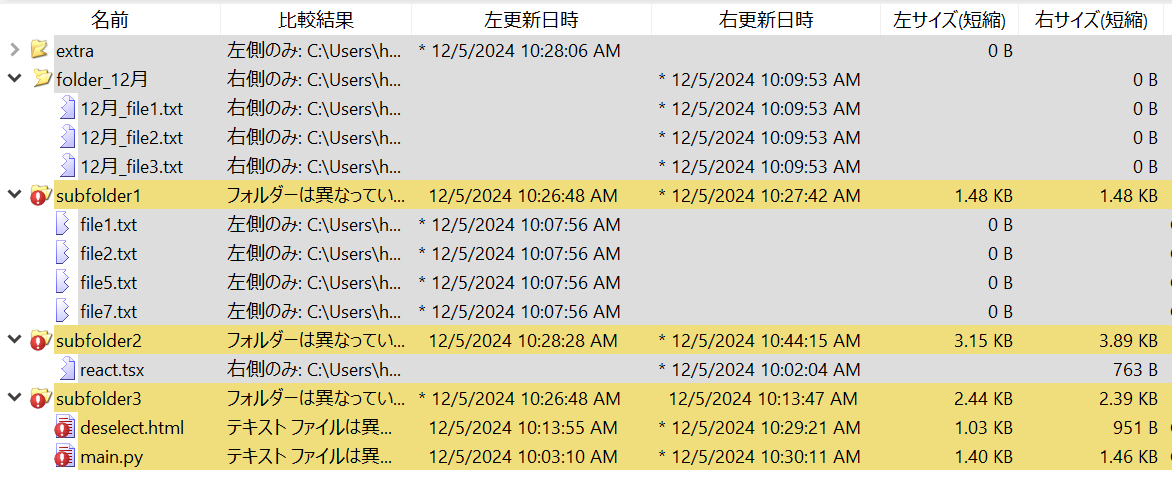 名前 比較結果 左更新日時 右更新日時 左サイズ(短縮) 右サイズ(短縮)
extra 左側のみ: C:\Users\h... * 12/5/2024 10:28:06 AM 0 B
folder_12月 右側のみ: C:\Users\h... * 12/5/2024 10:09:53 AM 0 B
12月_file1.txt 右側のみ: C:\Users\h... * 12/5/2024 10:09:53 AM 0 B
12月_file2.txt 右側のみ: C:\Users\h... * 12/5/2024 10:09:53 AM 0 B
12月_file3.txt 右側のみ: C:\Users\h... * 12/5/2024 10:09:53 AM 0 B
subfolder1 フォルダーは異なってい... 12/5/2024 10:26:48 AM * 12/5/2024 10:27:42 AM 1.48 KB 1.48 KB
file1.txt 左側のみ: C:\Users\h... * 12/5/2024 10:07:56 AM 0 B
file2.txt 左側のみ: C:\Users\h... * 12/5/2024 10:07:56 AM 0 B
file5.txt 左側のみ: C:\Users\h... * 12/5/2024 10:07:56 AM 0 B
file7.txt 左側のみ: C:\Users\h... * 12/5/2024 10:07:56 AM 0 B
subfolder2 フォルダーは異なってい... 12/5/2024 10:28:28 AM * 12/5/2024 10:44:15 AM 3.15 KB 3.89 KB
react.tsx 右側のみ: C:\Users\h... * 12/5/2024 10:02:04 AM 763 B
subfolder3 フォルダーは異なってい... * 12/5/2024 10:26:48 AM 12/5/2024 10:13:47 AM 2.44 KB 2.39 KB
deselect.html テキスト ファイルは異... 12/5/2024 10:13:55 AM * 12/5/2024 10:29:21 AM 1.03 KB 951 B
main.py テキスト ファイルは異... 12/5/2024 10:03:10 AM * 12/5/2024 10:30:11 AM 1.40 KB 1.46 KB